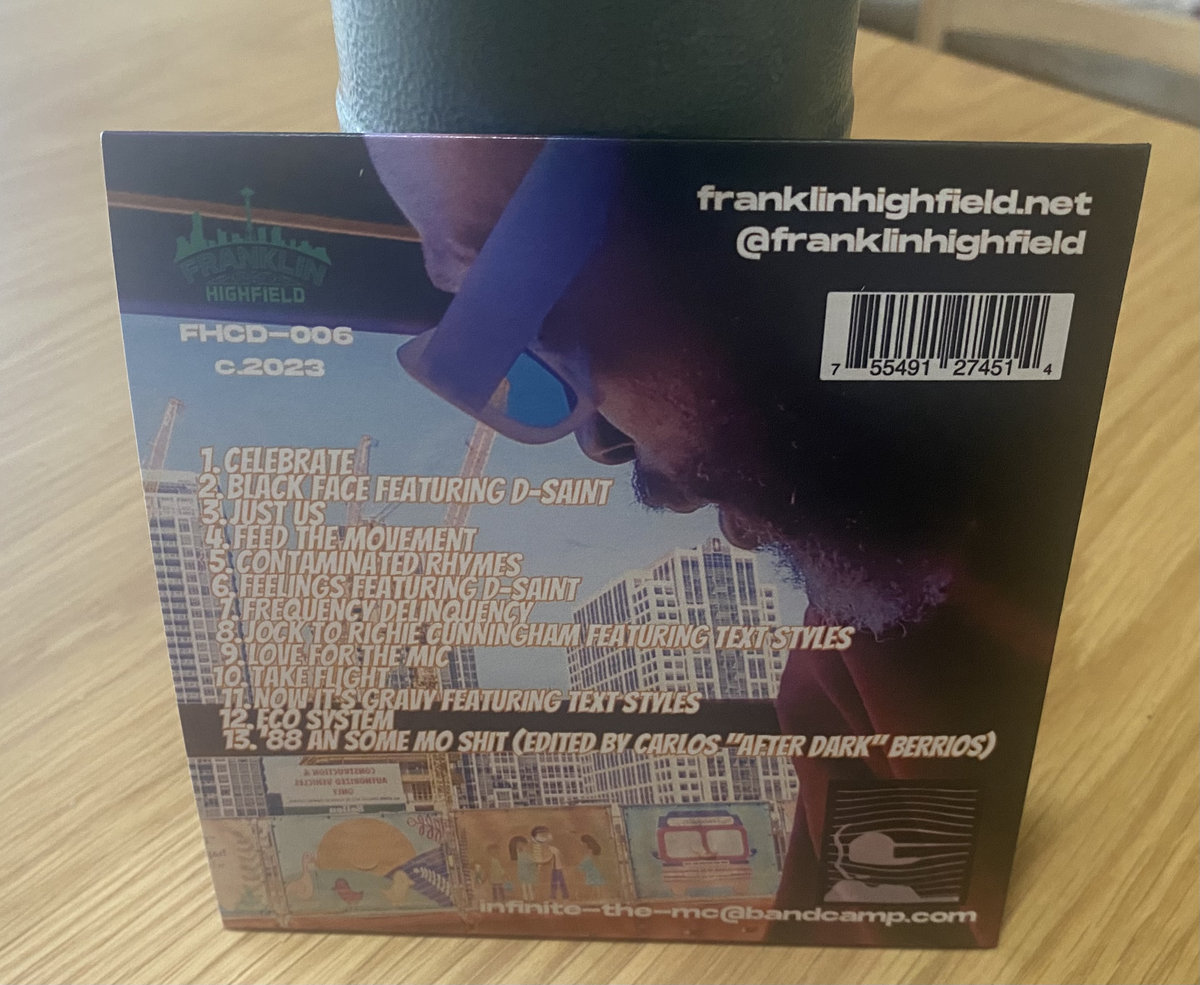 franklinhighfield.net
@franklinhighfield
FRANKLIN
HIGHFIELD
FHCD-006
c.2023
7 55491 27451 4
1. CELEBRATE
2. BLACK FACE FEATURING D-SAINT
3. JUST US
4. FEED THE MOVEMENT
5. CONTAMINATED RHYMES
6. FEELINGS FEATURING D-SAINT
7. FREQUENCY DELINQUENCY
8. JOCK TO RICHIE CUNNINGHAM FEATURING TEXT STYLES
9. LOVE FOR THE MIC
10. TAKE FLIGHT
11. NOW IT'S GRAVY FEATURING TEXT STYLES
12. ECO SYSTEM
13. '88 AN SOME MO SHIT (EDITED BY CARLOS "AFTER DARK" BERRIOS)
CONSTRUCTION &
AUTHORIZED VEHICLES
ONLY
infinite-the-mc@bandcamp.com